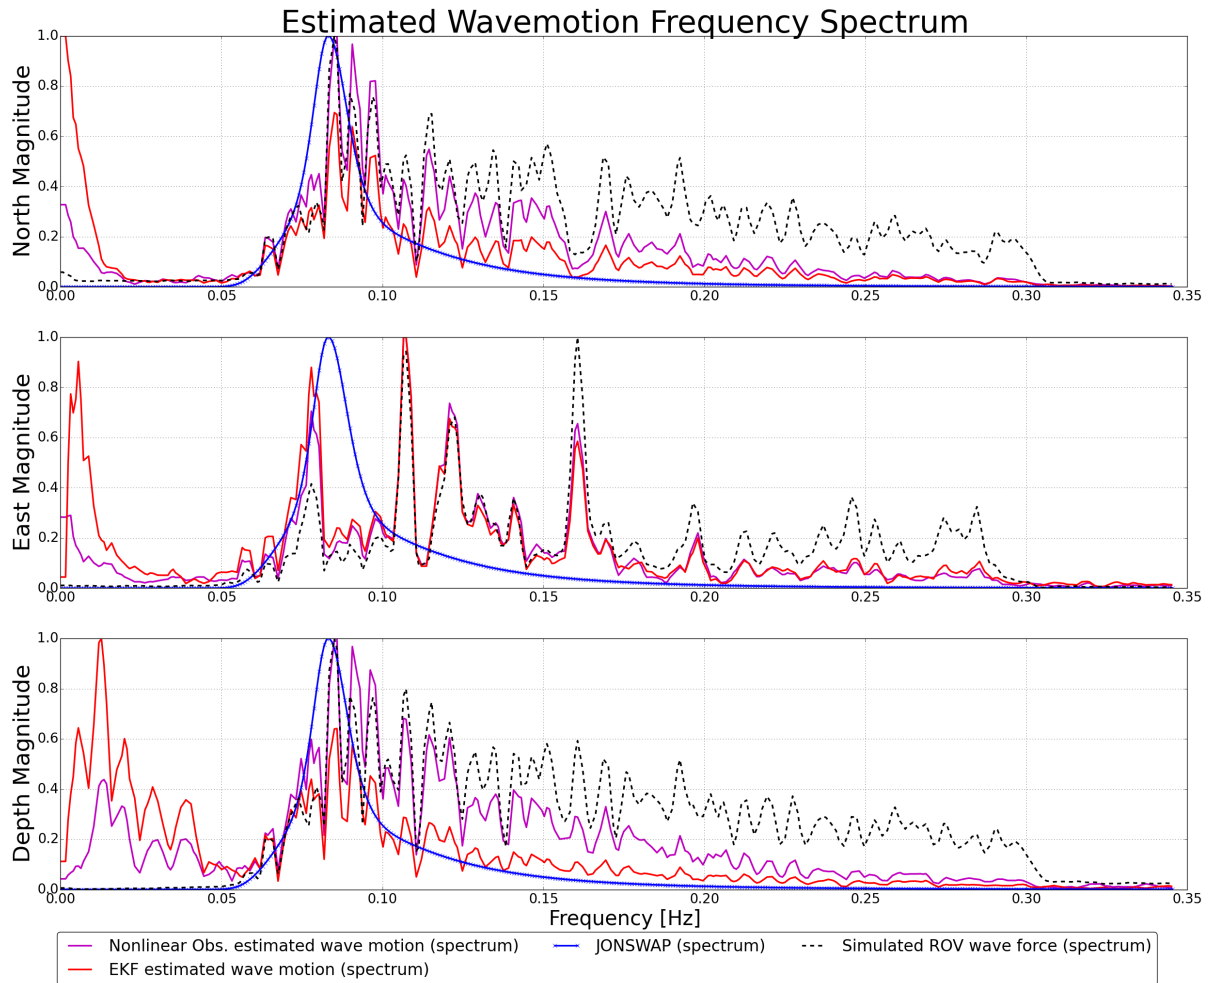 Estimated Wavemotion Frequency Spectrum
North Magnitude
1.0
0.8
0.6
0.4
0.2
0.0
0.00 0.05 0.10 0.15 0.20 0.25 0.30 0.35
East Magnitude
1.0
0.8
0.6
0.4
0.2
0.0
0.00 0.05 0.10 0.15 0.20 0.25 0.30 0.35
Depth Magnitude
1.0
0.8
0.6
0.4
0.2
0.0
0.00 0.05 0.10 0.15 0.20 0.25 0.30 0.35
Frequency [Hz]
Nonlinear Obs. estimated wave motion (spectrum) JONSWAP (spectrum) Simulated ROV wave force (spectrum)
EKF estimated wave motion (spectrum)